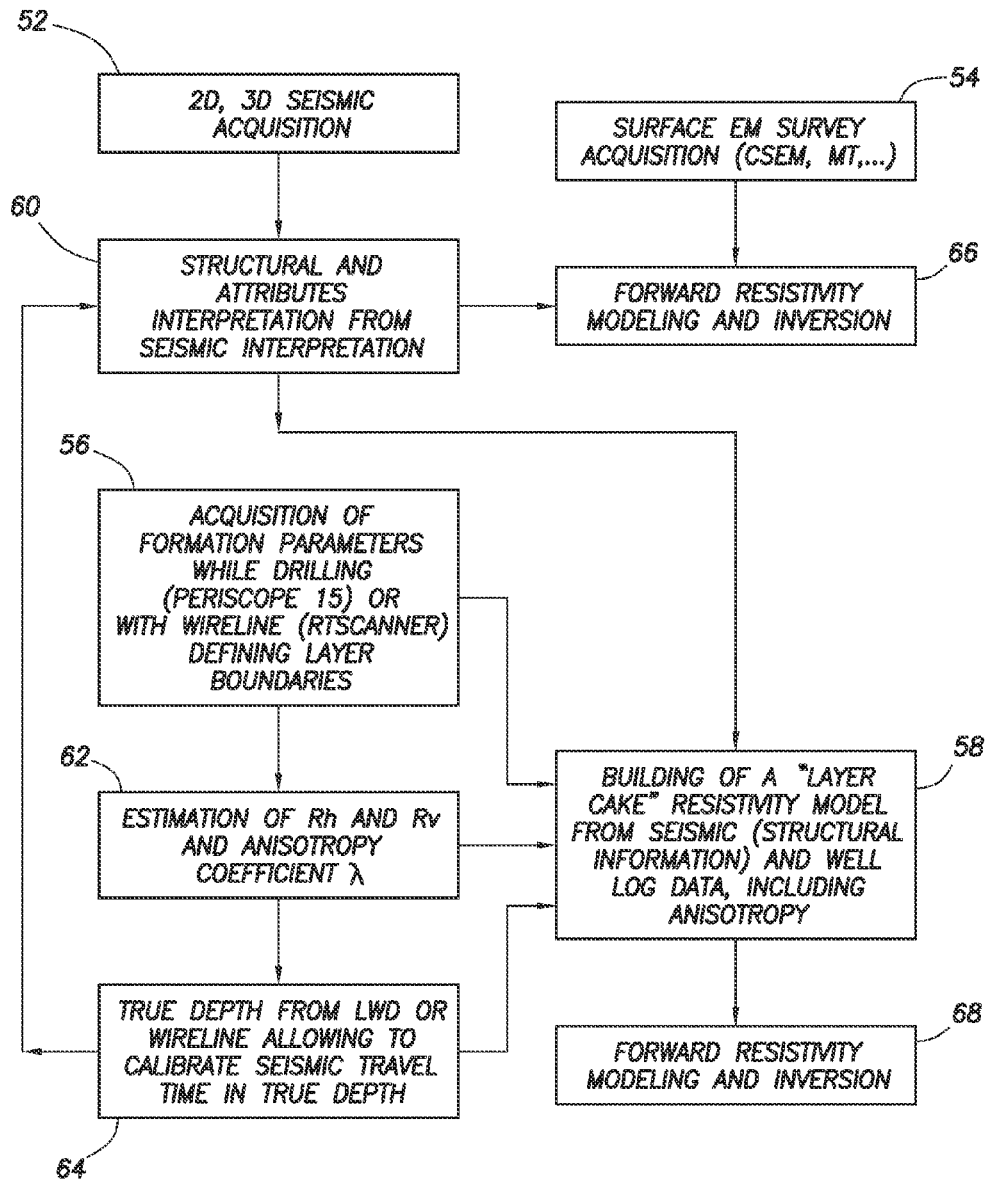 52
2D, 3D SEISMIC
ACQUISITION
54
SURFACE EM SURVEY
ACQUISITION (CSEM, MT,...)
60
STRUCTURAL AND
ATTRIBUTES
INTERPRETATION FROM
SEISMIC INTERPRETATION
66
FORWARD RESISTIVITY
MODELING AND INVERSION
56
ACQUISITION OF
FORMATION PARAMETERS
WHILE DRILLING
(PERISCOPE 15) OR
WITH WIRELINE (RTSCANNER)
DEFINING LAYER
BOUNDARIES
62
ESTIMATION OF Rh AND Rv
AND ANISOTROPY
COEFFICIENT λ
58
BUILDING OF A "LAYER
CAKE" RESISTIVITY MODEL
FROM SEISMIC (STRUCTURAL
INFORMATION) AND WELL
LOG DATA, INCLUDING
ANISOTROPY
TRUE DEPTH FROM LWD OR
WIRELINE ALLOWING TO
CALIBRATE SEISMIC TRAVEL
TIME IN TRUE DEPTH
64
68
FORWARD RESISTIVITY
MODELING AND INVERSION